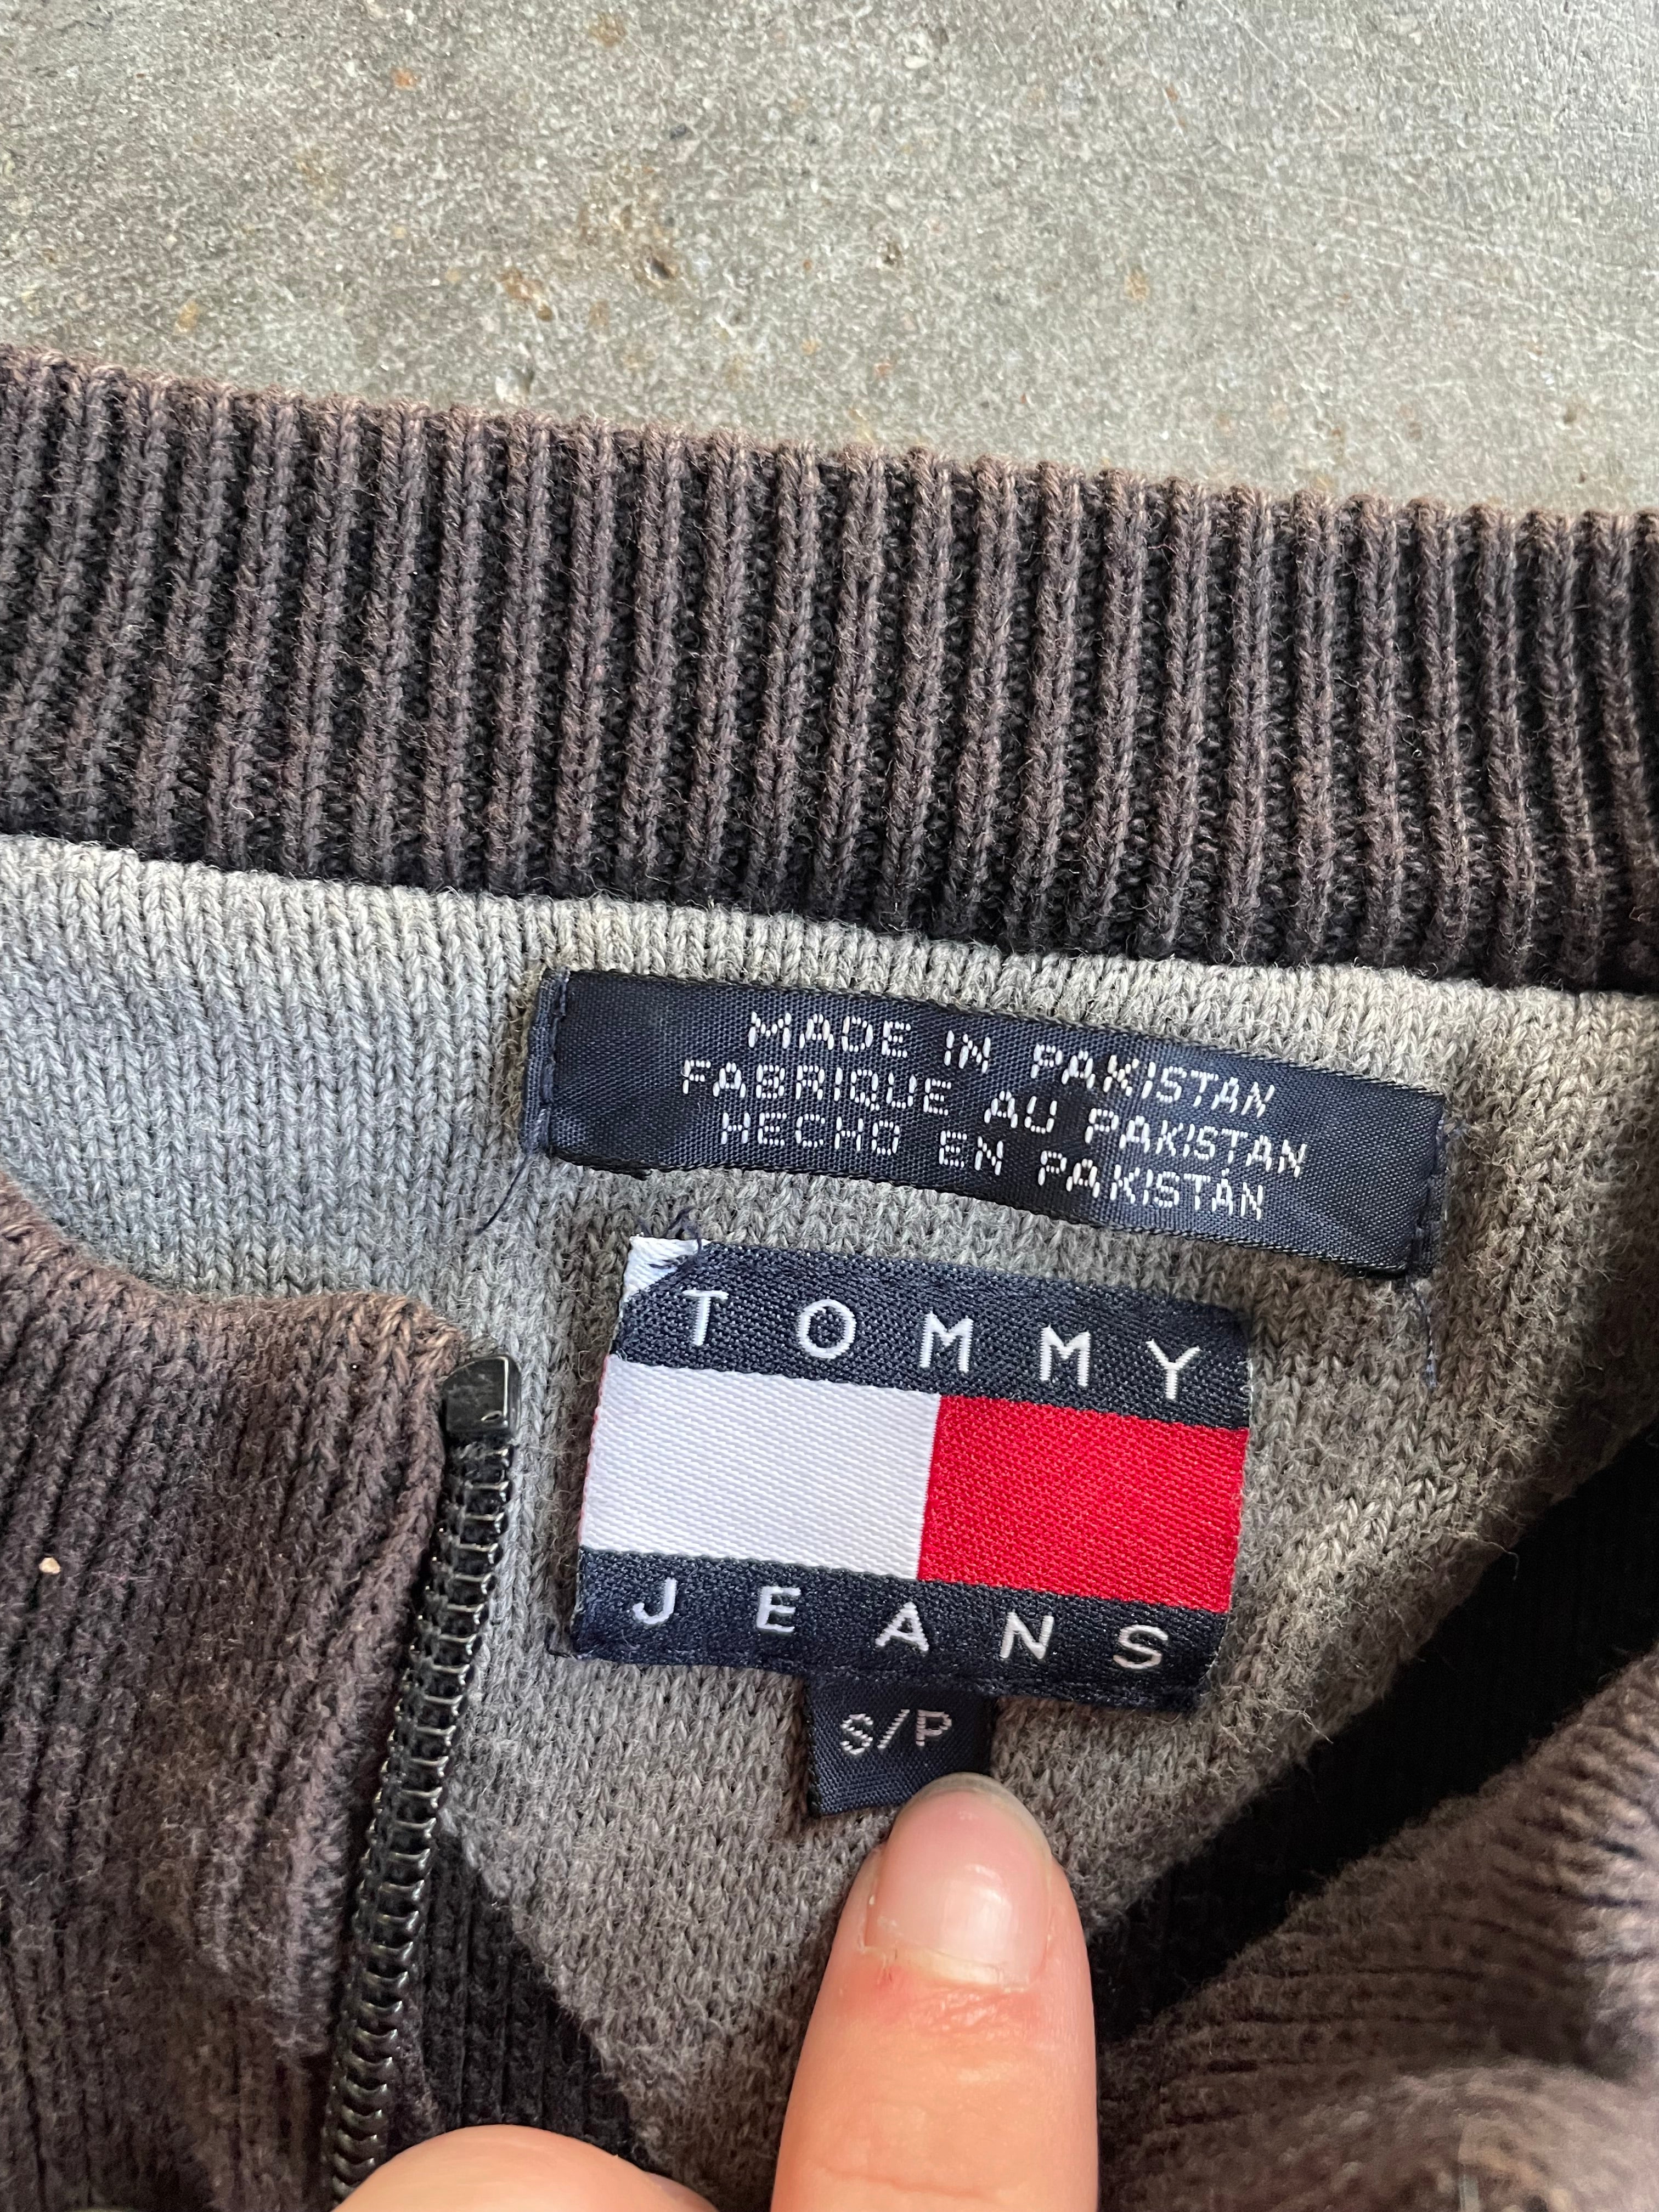 MADE IN PAKISTAN
FABRIQUE AU PAKISTAN
HECHO EN PAKISTÁN
TOMMY
JEANS
S/P